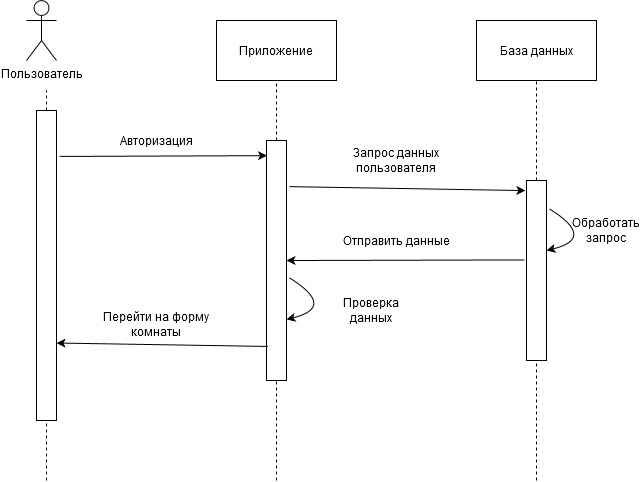 Пользователь
Приложение
База данных
Авторизация
Запрос данных
пользователя
Обработать
запрос
Отправить данные
Проверка
данных
Перейти на форму
комнаты